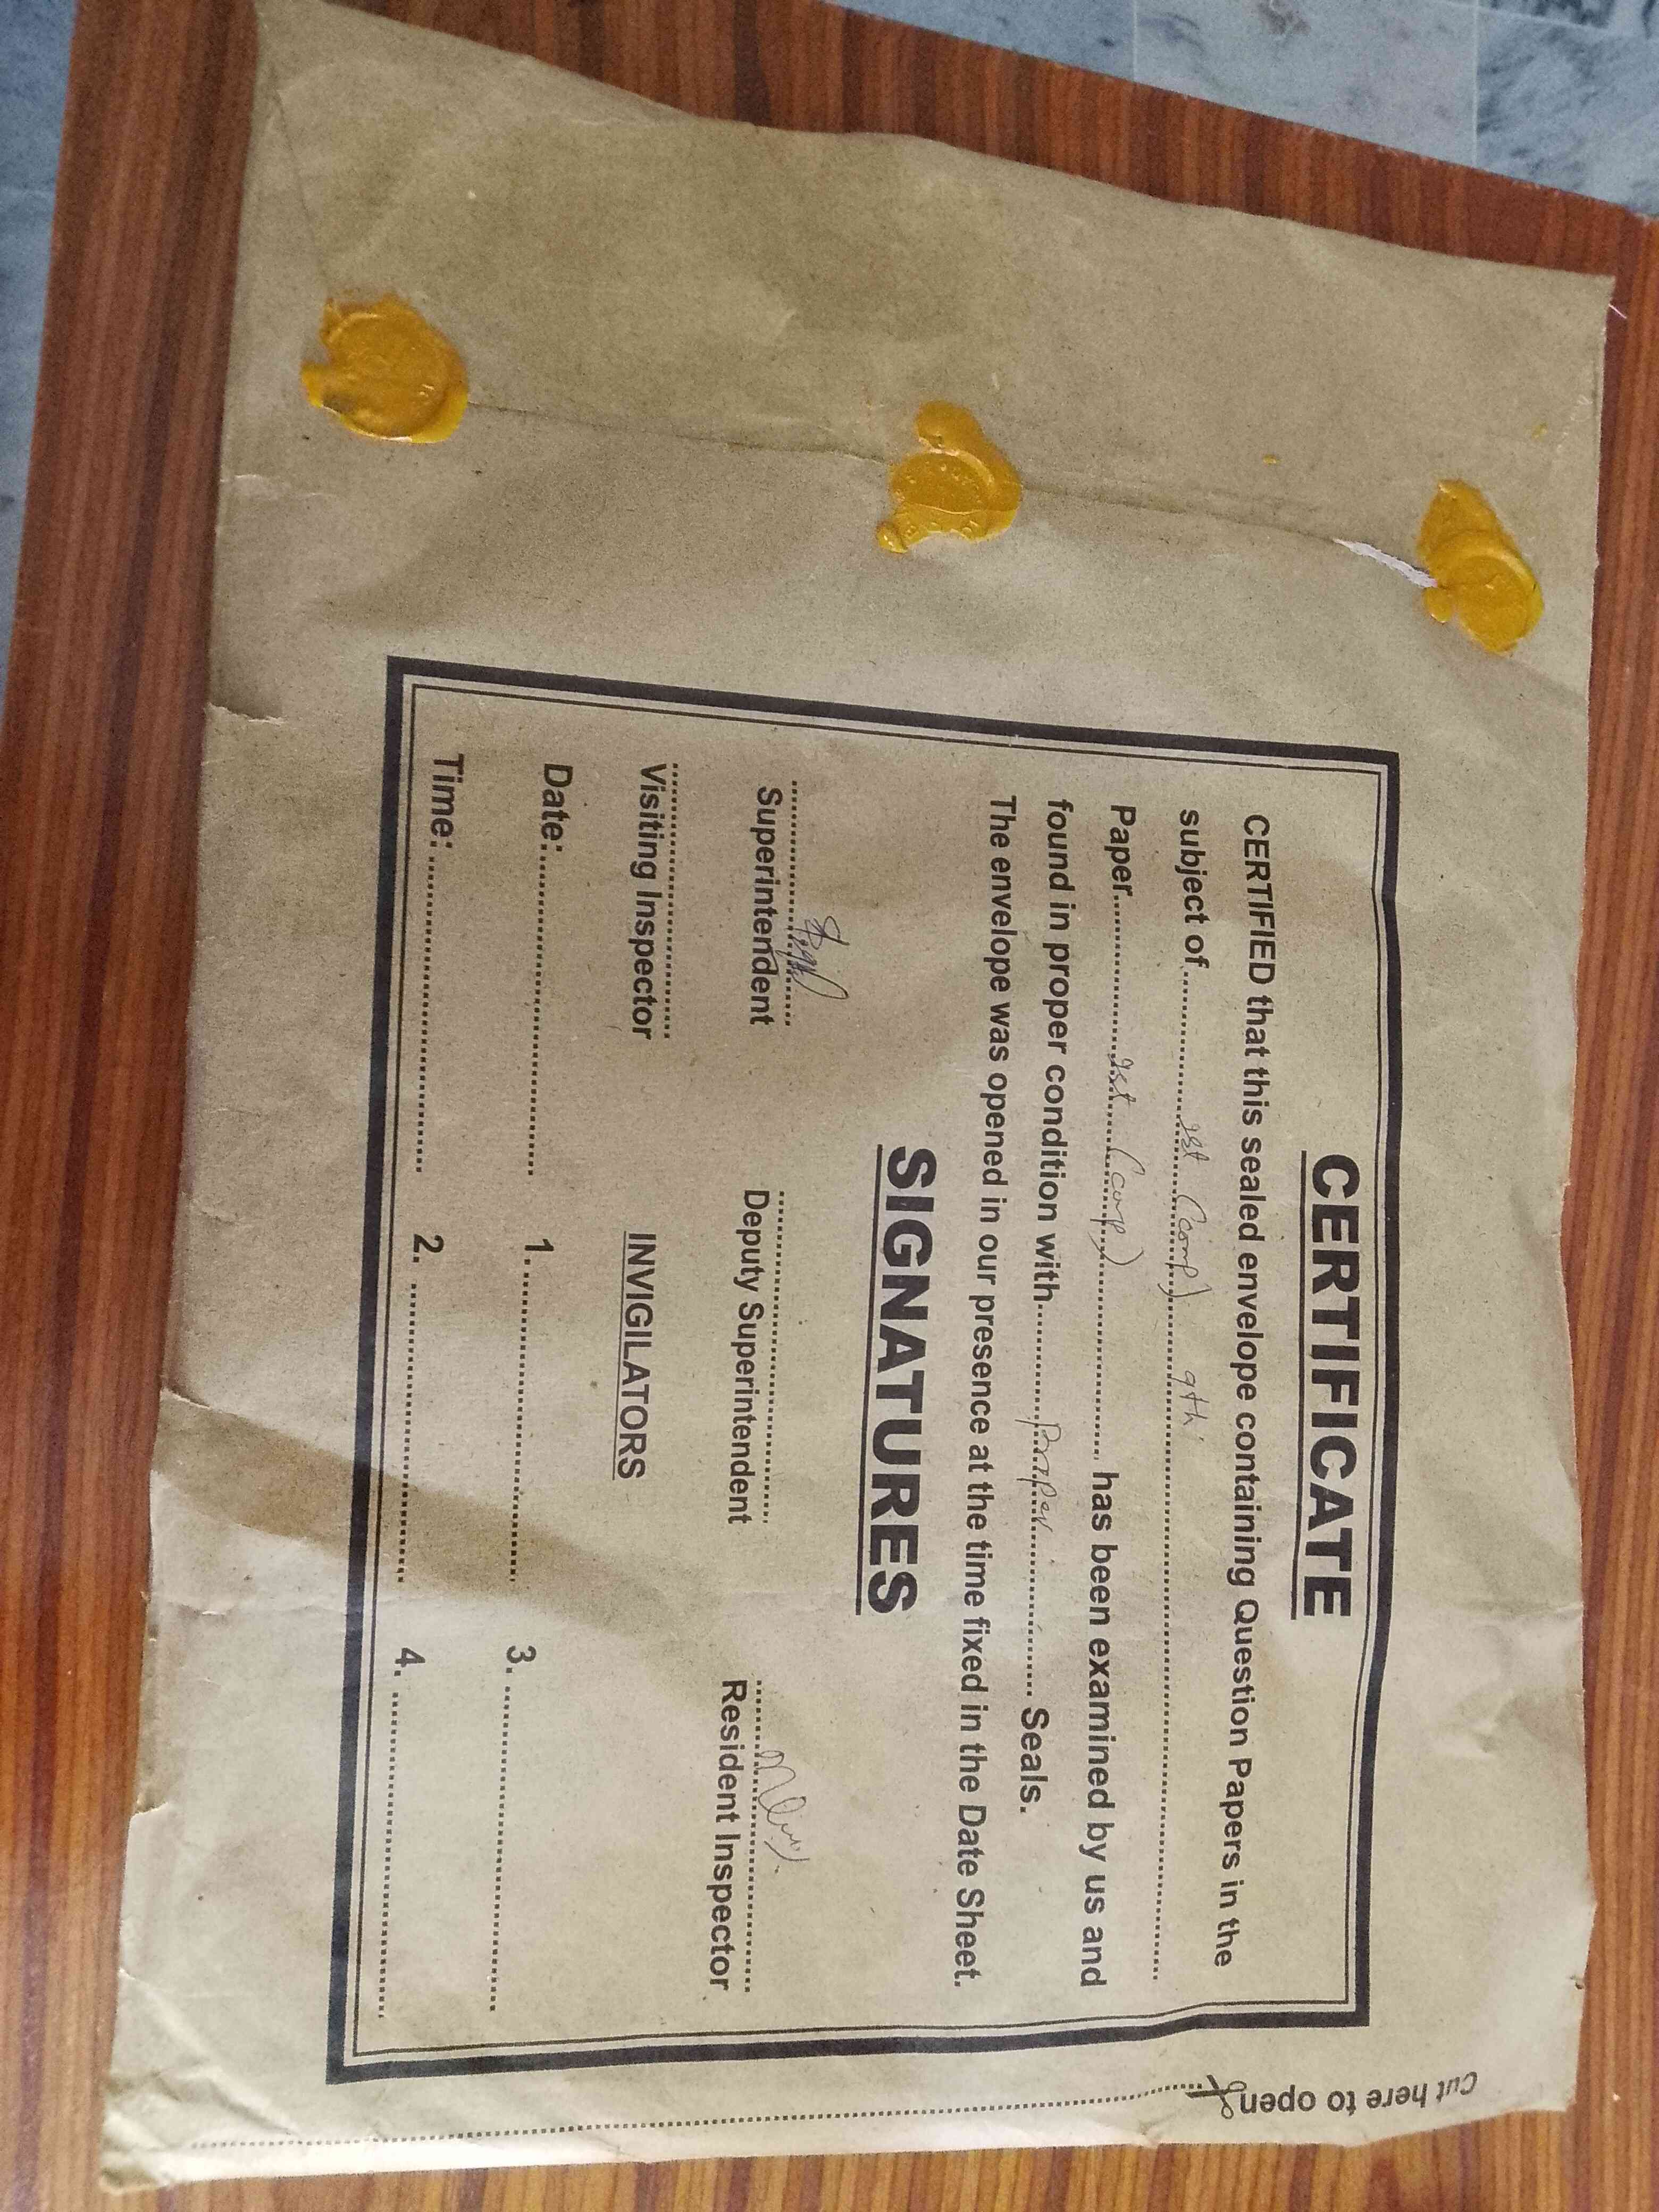 CERTIFICATE
CERTIFIED that this sealed envelope containing Question Papers in the
subject of.......... Ist (comp) 9th ..........
Paper.......... Ist (comp) .......... has been examined by us and
found in proper condition with.......... Proper .......... Seals.
The envelope was opened in our presence at the time fixed in the Date Sheet.
SIGNATURES
Superintendent Deputy Superintendent Resident Inspector
Visiting Inspector INVIGILATORS
Date:.......... 1. .......... 3. ..........
Time: .......... 2. .......... 4. ..........
Cut here to open